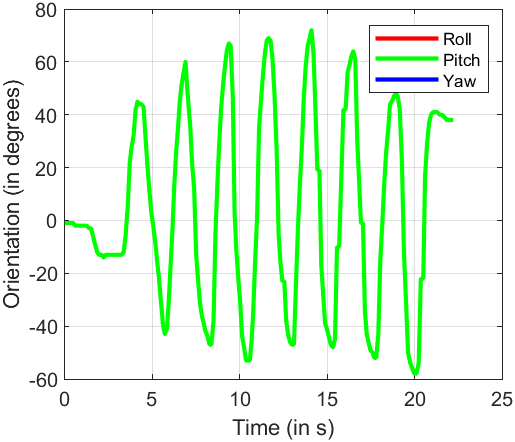 80
60
40
20
0
-20
-40
-60
0 5 10 15 20 25
Orientation (in degrees)
Time (in s)
Roll
Pitch
Yaw